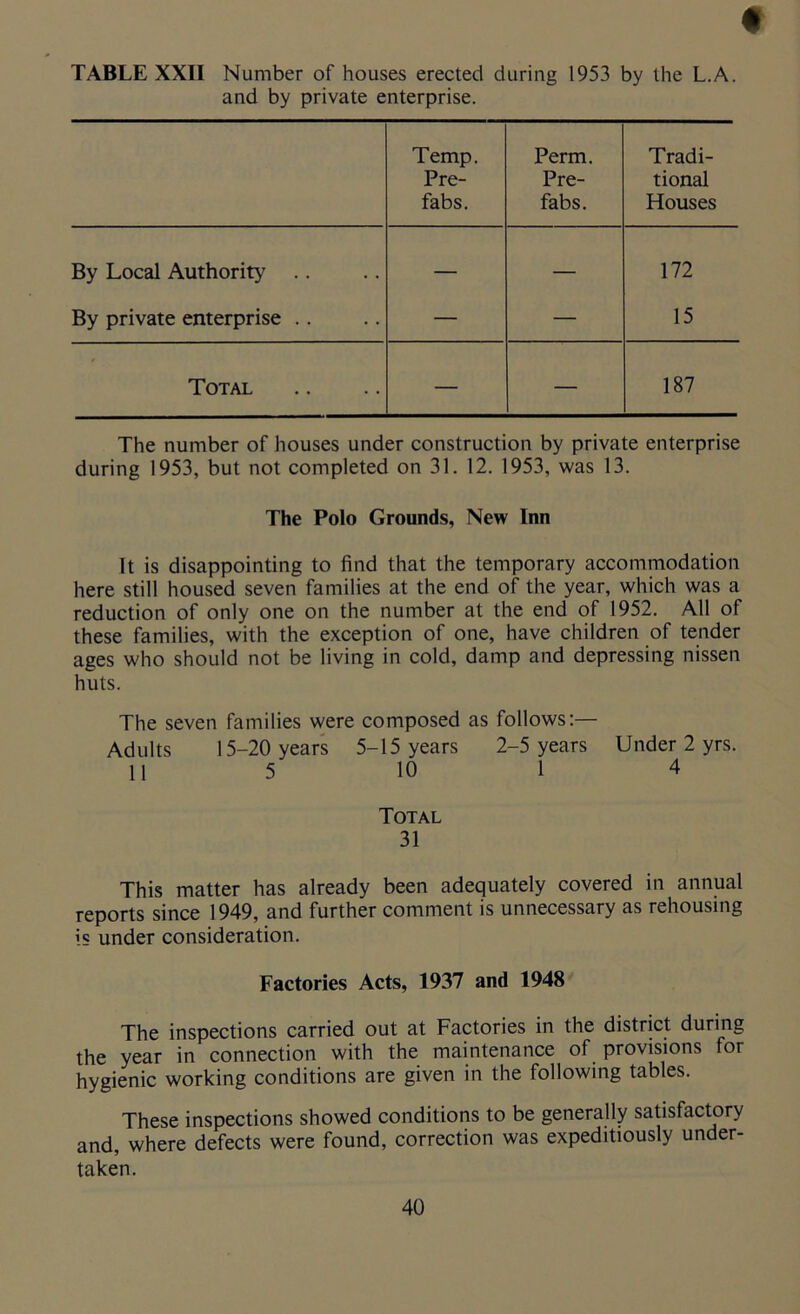 TABLE XXII Number of houses erected during 1953 by the L.A.
and by private enterprise.
Temp. Pre- fabs.
Perm. Pre- fabs.
Tradi- tional Houses
By Local Authority .. .. — — 172
By private enterprise .. .. — — 15
TOTAL .. .. — — 187
The number of houses under construction by private enterprise
during 1953, but not completed on 31. 12. 1953, was 13.
The Polo Grounds, New Inn
It is disappointing to find that the temporary accommodation
here still housed seven families at the end of the year, which was a
reduction of only one on the number at the end of 1952. All of
these families, with the exception of one, have children of tender
ages who should not be living in cold, damp and depressing nissen
huts.
The seven families were composed as follows:—
Adults 15-20 years 5-15 years 2-5 years Under 2 yrs.
11 5 10 1 4
TOTAL
31
This matter has already been adequately covered in annual
reports since 1949, and further comment is unnecessary as rehousing
is under consideration.
Factories Acts, 1937 and 1948
The inspections carried out at Factories in the district during
the year in connection with the maintenance of provisions for
hygienic working conditions are given in the following tables.
These inspections showed conditions to be generally satisfactory
and, where defects were found, correction was expeditiously under-
taken.
40